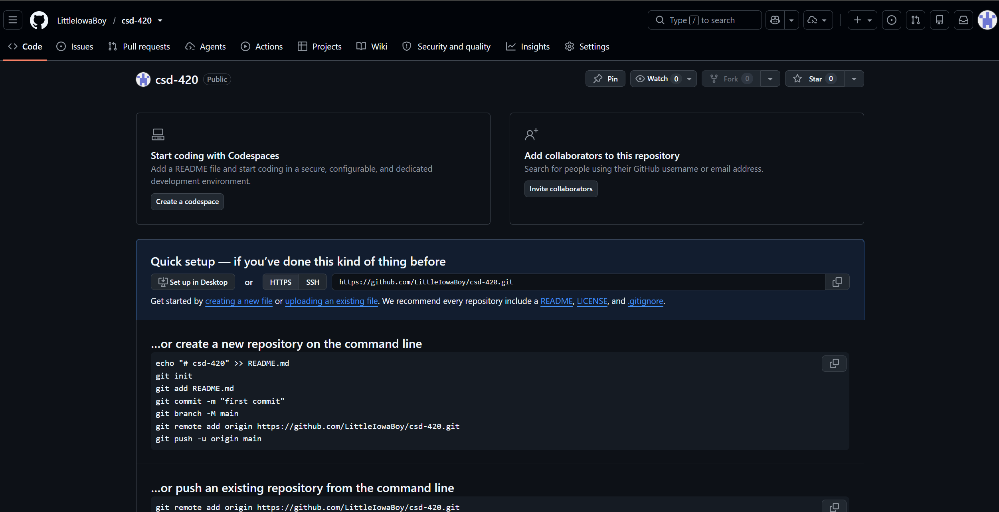 LittleIowaBoy / csd-420
Type / to search
Code Issues Pull requests Agents Actions Projects Wiki Security and quality Insights Settings
csd-420 Public
Pin Watch 0 Fork 0 Star 0
Start coding with Codespaces
Add a README file and start coding in a secure, configurable, and dedicated
development environment.
Create a codespace
Add collaborators to this repository
Search for people using their GitHub username or email address.
Invite collaborators
Quick setup — if you’ve done this kind of thing before
Set up in Desktop or HTTPS SSH https://github.com/LittleIowaBoy/csd-420.git
Get started by creating a new file or uploading an existing file. We recommend every repository include a README, LICENSE, and .gitignore.
…or create a new repository on the command line
echo "# csd-420" >> README.md
git init
git add README.md
git commit -m "first commit"
git branch -M main
git remote add origin https://github.com/LittleIowaBoy/csd-420.git
git push -u origin main
…or push an existing repository from the command line
git remote add origin https://github.com/LittleIowaBoy/csd-420.git